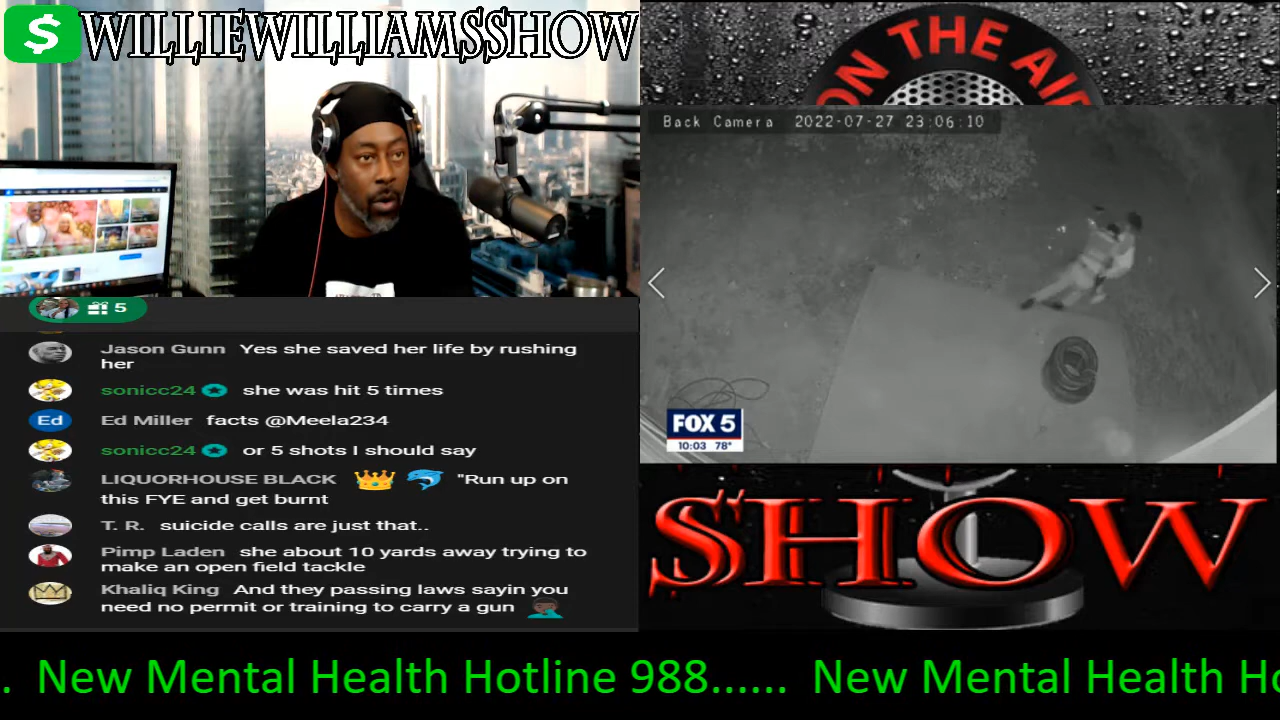 $ WILLIEWILLIAMSSHOW
ON THE AIR
Back Camera 2022-07-27 23:06:10
5
Jason Gunn Yes she saved her life by rushing
her
sonicc24 she was hit 5 times
Ed
Ed Miller facts @Meela234
sonicc24 or 5 shots I should say
LIQUORHOUSE BLACK 👑 🐬 "Run up on
this FYE and get burnt
T. R. suicide calls are just that..
Pimp Laden she about 10 yards away trying to
make an open field tackle
Khaliq King And they passing laws sayin you
need no permit or training to carry a gun 🤦🏿‍♂️
FOX 5
10:03 78°
SHOW
. New Mental Health Hotline 988...... New Mental Health Ho